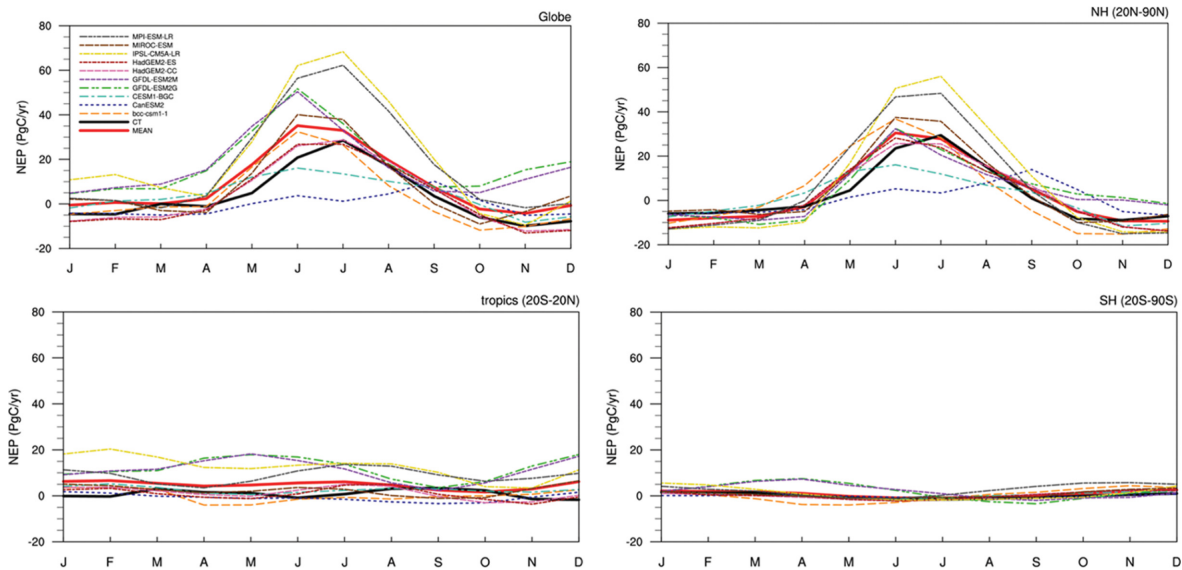 Globe
80
60
40
20
0
-20
NEP (PgC/yr)
MPI-ESM-LR
MIROC-ESM
IPSL-CM5A-LR
HadGEM2-ES
HadGEM2-CC
GFDL-ESM2M
GFDL-ESM2G
CESM1-BGC
CanESM2
bcc-csm1-1
CT
MEAN
J F M A M J J A S O N D
NH (20N-90N)
80
60
40
20
0
-20
NEP (PgC/yr)
J F M A M J J A S O N D
tropics (20S-20N)
80
60
40
20
0
-20
NEP (PgC/yr)
J F M A M J J A S O N D
SH (20S-90S)
80
60
40
20
0
-20
NEP (PgC/yr)
J F M A M J J A S O N D